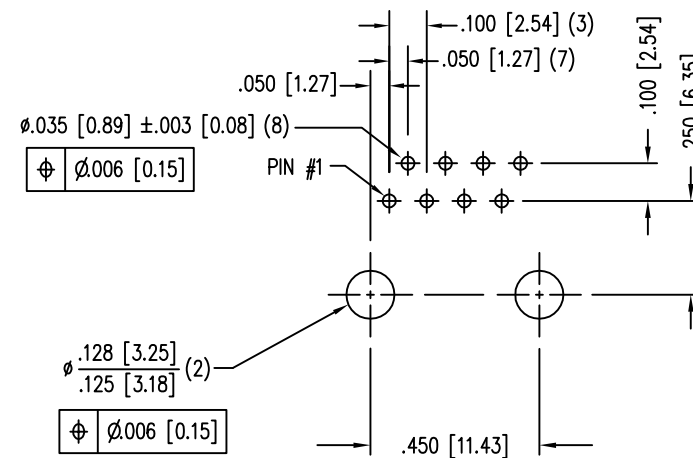 .100 [2.54] (3)
.050 [1.27] (7)
.050 [1.27]
.100 [2.54]
.250 [6.35]
ø.035 [0.89] ±.003 [0.08] (8)
⌖ Ø.006 [0.15]
PIN #1
ø .128 [3.25]
.125 [3.18] (2)
⌖ Ø.006 [0.15]
.450 [11.43]